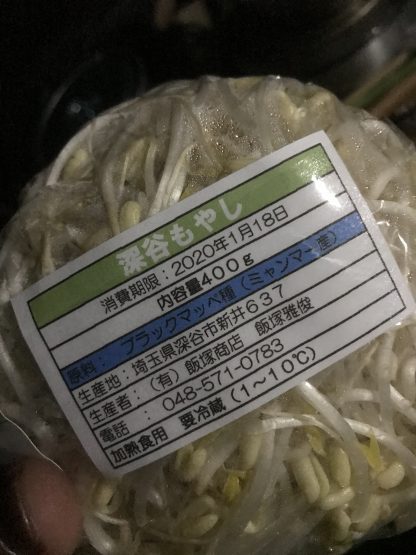 深谷もやし
消費期限：2020年1月18日
内容量400g
原料： ブラックマッペ種（ミャンマー産）
生産地：埼玉県深谷市新井637
生産者：（有）飯塚商店 飯塚雅俊
電話 ： 048-571-0783
加熱食用 要冷蔵（1～10℃）